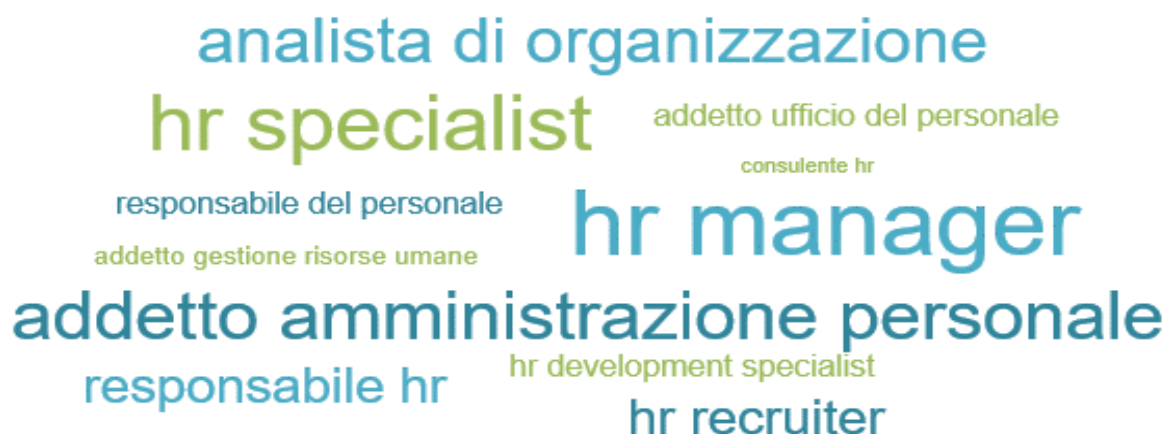 analista di organizzazione
hr specialist
addetto ufficio del personale
consulente hr
responsabile del personale
hr manager
addetto gestione risorse umane
addetto amministrazione personale
hr development specialist
responsabile hr
hr recruiter